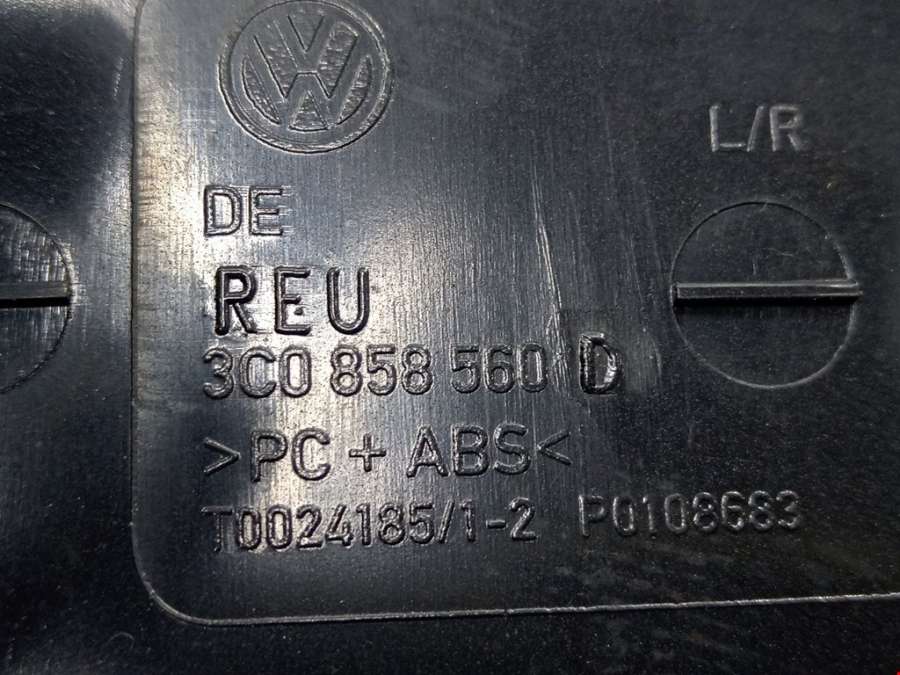 L/R
DE
REU
3C0 858 560 D
>PC + ABS<
T0024185/1-2 P0108683